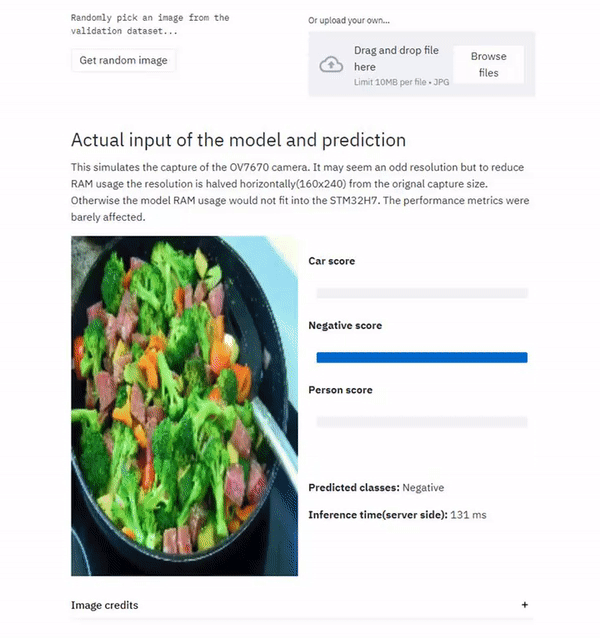 Randomly pick an image from the
validation dataset...
Get random image
Or upload your own...
Drag and drop file
here
Limit 10MB per file • JPG
Browse
files
Actual input of the model and prediction
This simulates the capture of the OV7670 camera. It may seem an odd resolution but to reduce
RAM usage the resolution is halved horizontally(160x240) from the orignal capture size.
Otherwise the model RAM usage would not fit into the STM32H7. The performance metrics were
barely affected.
Car score
Negative score
Person score
Predicted classes: Negative
Inference time(server side): 131 ms
Image credits
+